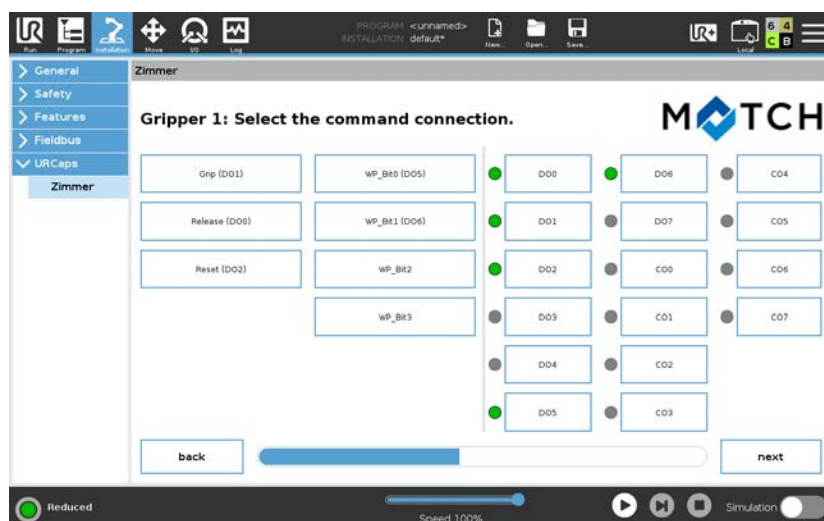 UR
PROGRAM <unnamed>
INSTALLATION default*
Run Program Installation Move I/O Log New... Open... Save... UR+ Local 6 4 C B
General
Safety
Features
Fieldbus
URCaps
Zimmer
Zimmer
Gripper 1: Select the command connection.
MATCH
Grip (DO1) WP_Bit0 (DO5) DO0 DO6 CO4
Release (DO0) WP_Bit1 (DO6) DO1 DO7 CO5
Reset (DO2) WP_Bit2 DO2 CO0 CO6
WP_Bit3 DO3 CO1 CO7
DO4 CO2
DO5 CO3
back next
Reduced Speed 100% Simulation